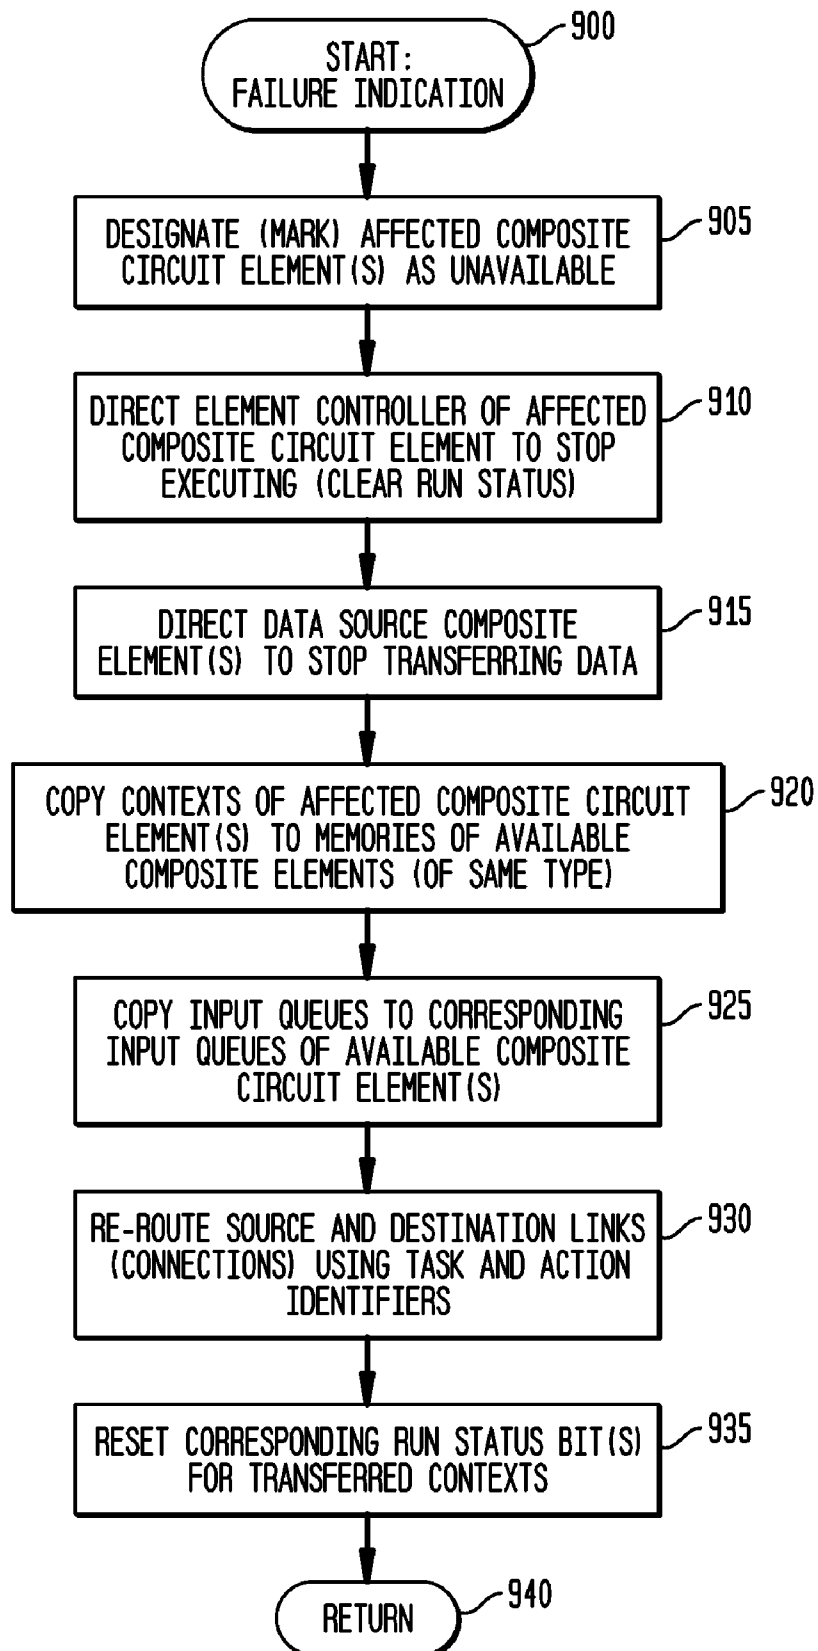 900
START:
FAILURE INDICATION
905
DESIGNATE (MARK) AFFECTED COMPOSITE
CIRCUIT ELEMENT(S) AS UNAVAILABLE
910
DIRECT ELEMENT CONTROLLER OF AFFECTED
COMPOSITE CIRCUIT ELEMENT TO STOP
EXECUTING (CLEAR RUN STATUS)
915
DIRECT DATA SOURCE COMPOSITE
ELEMENT(S) TO STOP TRANSFERRING DATA
920
COPY CONTEXTS OF AFFECTED COMPOSITE CIRCUIT
ELEMENT(S) TO MEMORIES OF AVAILABLE
COMPOSITE ELEMENTS (OF SAME TYPE)
925
COPY INPUT QUEUES TO CORRESPONDING
INPUT QUEUES OF AVAILABLE COMPOSITE
CIRCUIT ELEMENT(S)
930
RE-ROUTE SOURCE AND DESTINATION LINKS
(CONNECTIONS) USING TASK AND ACTION
IDENTIFIERS
935
RESET CORRESPONDING RUN STATUS BIT(S)
FOR TRANSFERRED CONTEXTS
940
RETURN